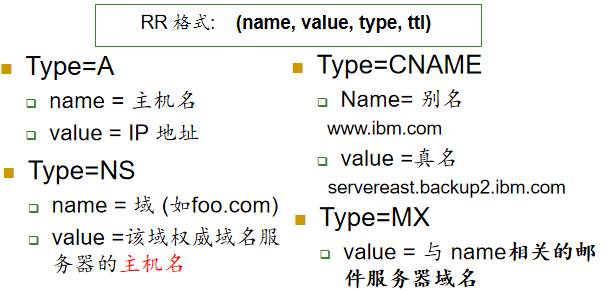 RR 格式: (name, value, type, ttl)
Type=A
name = 主机名
value = IP 地址
Type=NS
name = 域 (如foo.com)
value =该域权威域名服
务器的主机名
Type=CNAME
Name= 别名
www.ibm.com
value =真名
servereast.backup2.ibm.com
Type=MX
value = 与 name相关的邮
件服务器域名